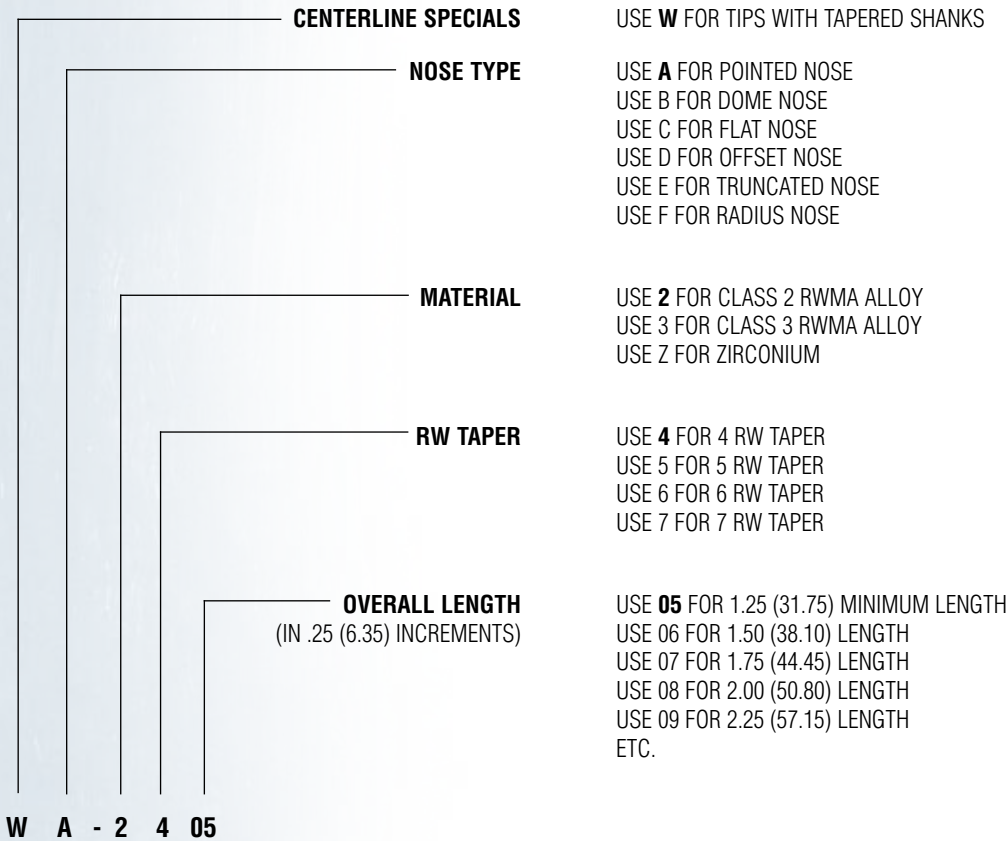 CENTERLINE SPECIALS USE W FOR TIPS WITH TAPERED SHANKS
NOSE TYPE USE A FOR POINTED NOSE
USE B FOR DOME NOSE
USE C FOR FLAT NOSE
USE D FOR OFFSET NOSE
USE E FOR TRUNCATED NOSE
USE F FOR RADIUS NOSE
MATERIAL USE 2 FOR CLASS 2 RWMA ALLOY
USE 3 FOR CLASS 3 RWMA ALLOY
USE Z FOR ZIRCONIUM
RW TAPER USE 4 FOR 4 RW TAPER
USE 5 FOR 5 RW TAPER
USE 6 FOR 6 RW TAPER
USE 7 FOR 7 RW TAPER
OVERALL LENGTH USE 05 FOR 1.25 (31.75) MINIMUM LENGTH
(IN .25 (6.35) INCREMENTS) USE 06 FOR 1.50 (38.10) LENGTH
USE 07 FOR 1.75 (44.45) LENGTH
USE 08 FOR 2.00 (50.80) LENGTH
USE 09 FOR 2.25 (57.15) LENGTH
ETC.
W A - 2 4 05